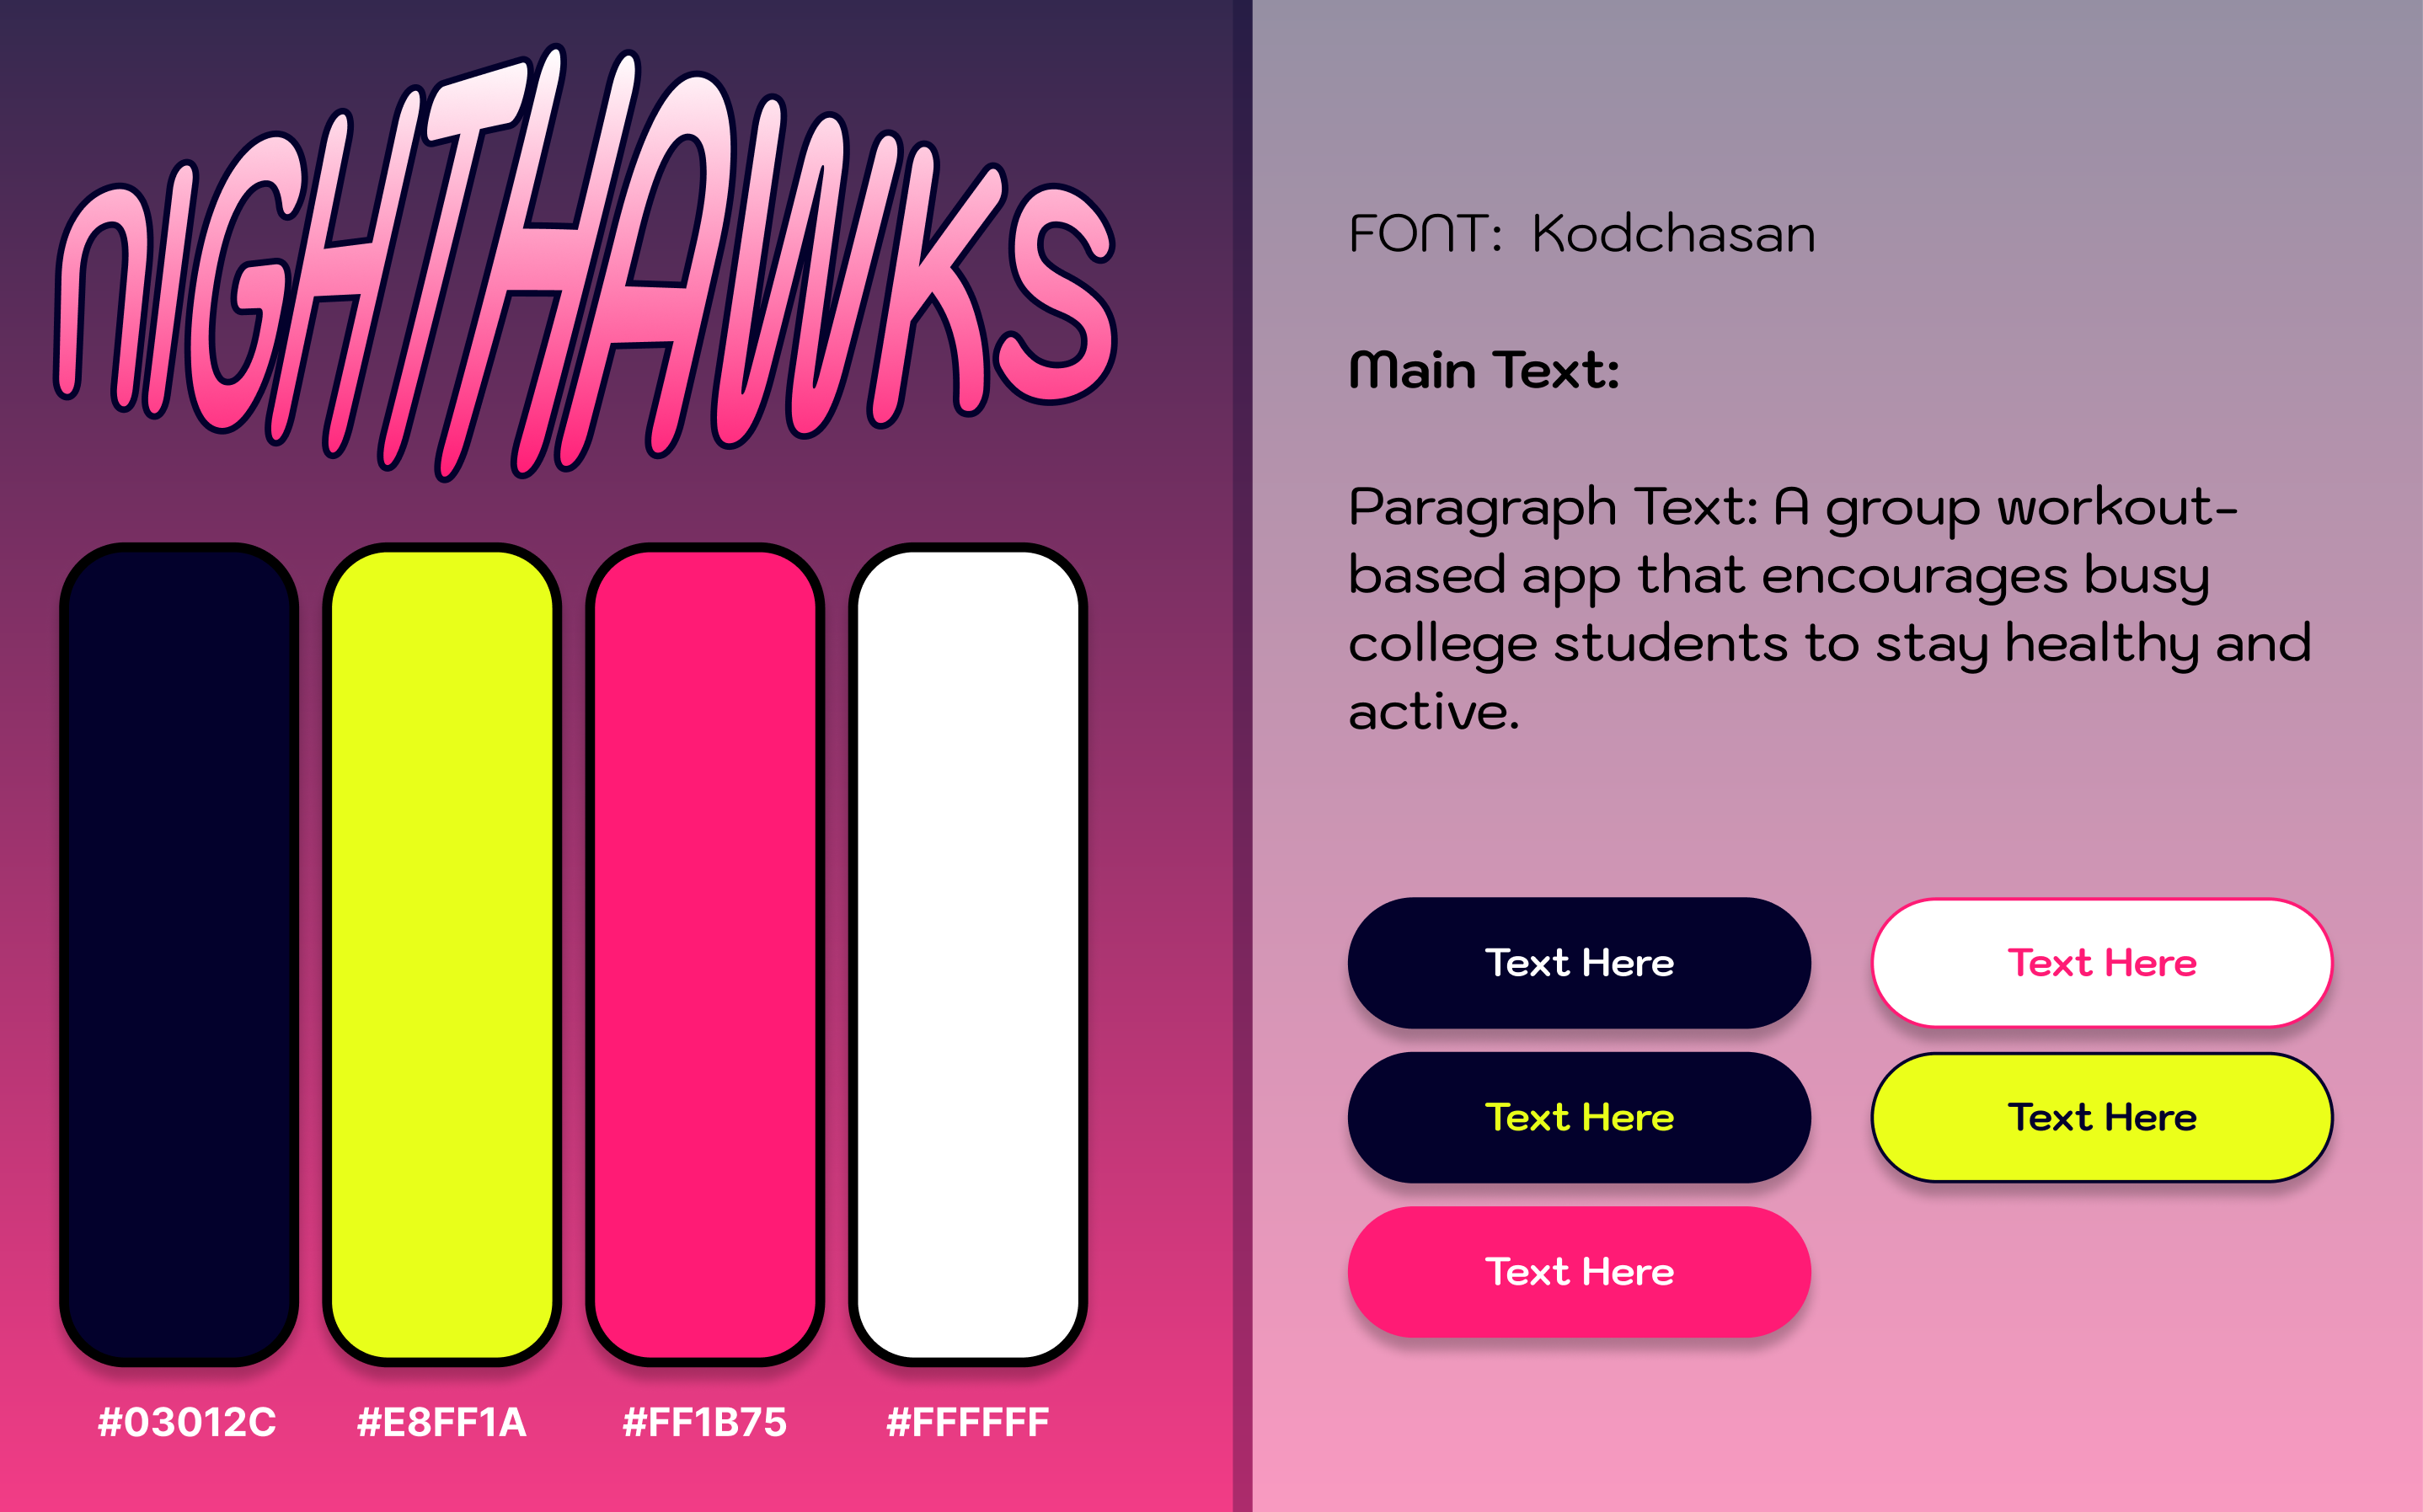 nIGHTHAWKS
#03012C
#E8FF1A
#FF1B75
#FFFFFF
FONT: Kodchasan
Main Text:
Paragraph Text: A group workout-
based app that encourages busy
college students to stay healthy and
active.
Text Here
Text Here
Text Here
Text Here
Text Here